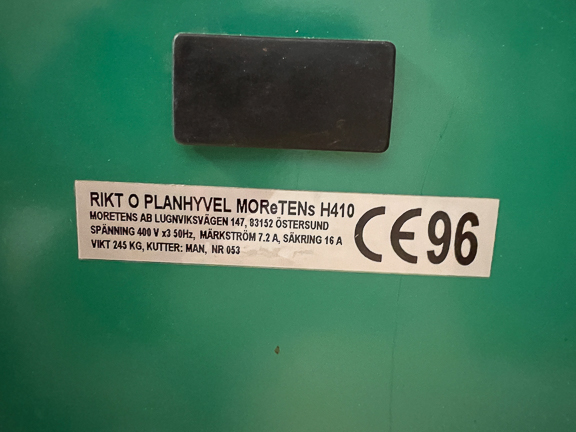 RIKT O PLANHYVEL MOReTENs H410
MORETENS AB LUGNVIKSVÄGEN 147, 83152 ÖSTERSUND
SPÄNNING 400 V x3 50Hz, MÄRKSTRÖM 7.2 A, SÄKRING 16 A
VIKT 245 KG, KUTTER: MAN, NR 053
CE96